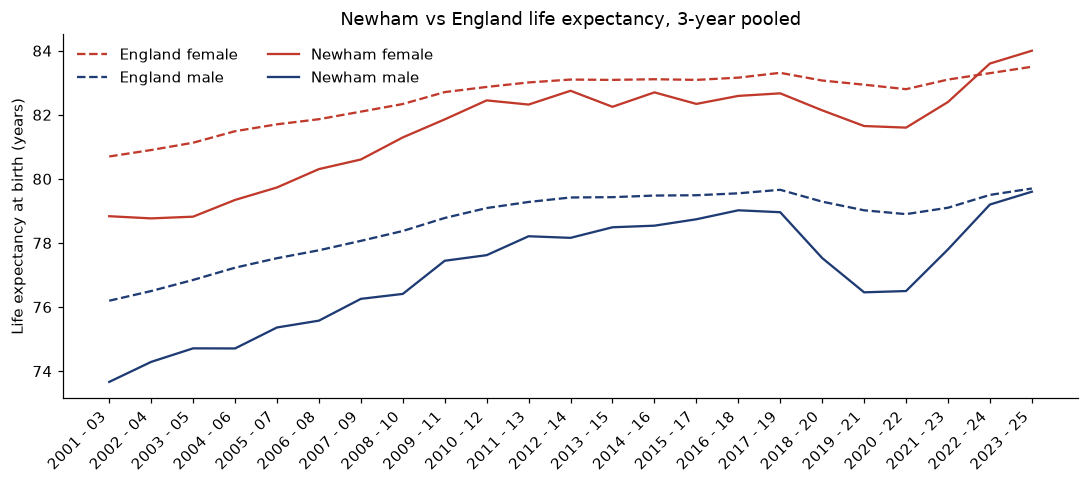 Newham vs England life expectancy, 3-year pooled
England female
England male
Newham female
Newham male
Life expectancy at birth (years)
84
82
80
78
76
74
2001 - 03
2002 - 04
2003 - 05
2004 - 06
2005 - 07
2006 - 08
2007 - 09
2008 - 10
2009 - 11
2010 - 12
2011 - 13
2012 - 14
2013 - 15
2014 - 16
2015 - 17
2016 - 18
2017 - 19
2018 - 20
2019 - 21
2020 - 22
2021 - 23
2022 - 24
2023 - 25